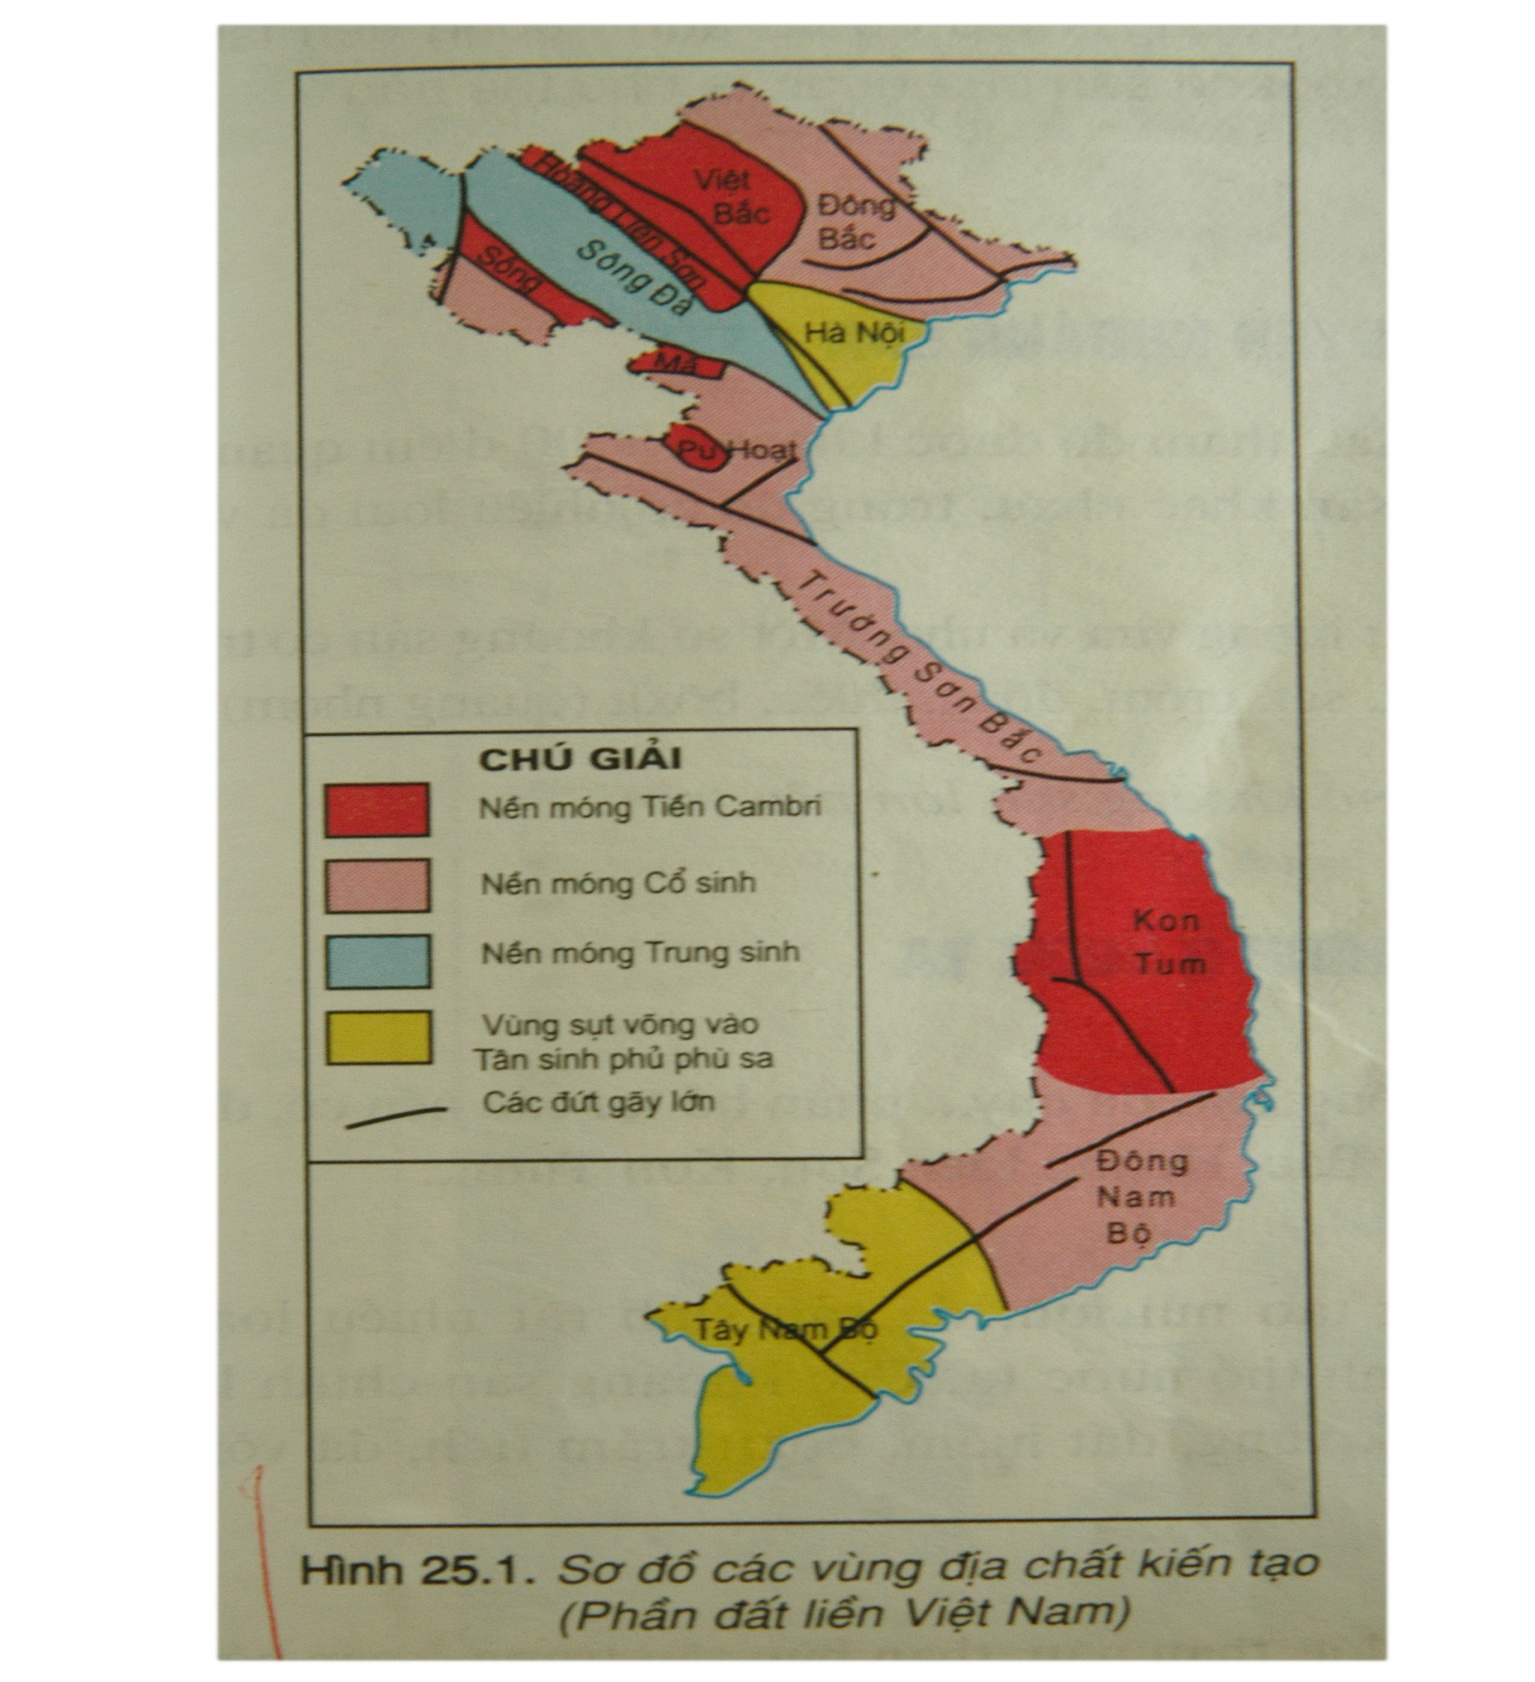 Việt
Bắc
Đông
Bắc
Hoàng Liên Sơn
Sông Đà
Sông
Hà Nội
Mã
Pu Hoạt
Trường Sơn Bắc
CHÚ GIẢI
Nền móng Tiền Cambri
Nền móng Cổ sinh
Nền móng Trung sinh
Vùng sụt võng vào
Tân sinh phủ phù sa
Các đứt gãy lớn
Kon
Tum
Đông
Nam
Bộ
Tây Nam Bộ
Hình 25.1. Sơ đồ các vùng địa chất kiến tạo
(Phần đất liền Việt Nam)